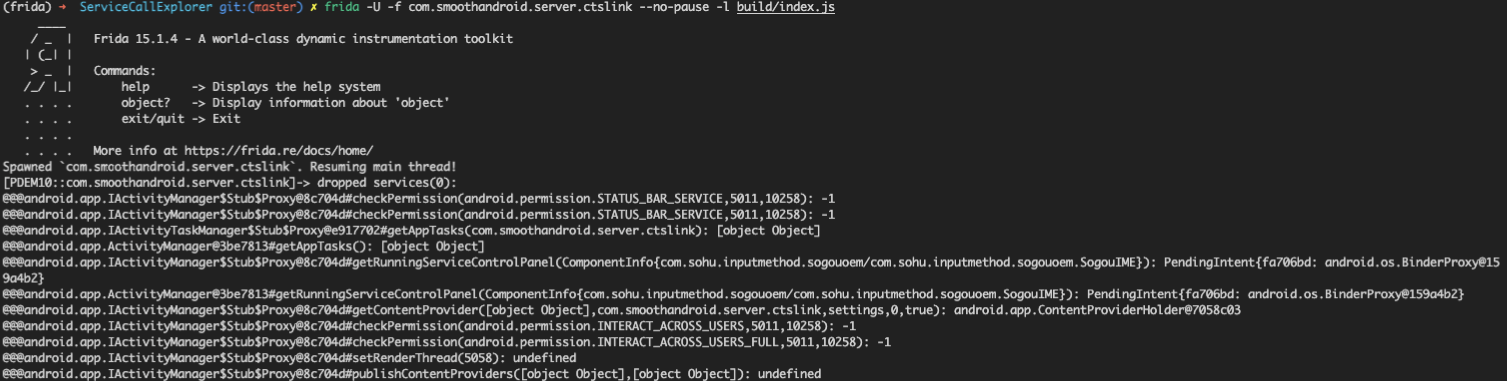 (frida) ➜  ServiceCallExplorer git:(master) ✗ frida -U -f com.smoothandroid.server.ctslink --no-pause -l build/index.js
     ____
    / _  |   Frida 15.1.4 - A world-class dynamic instrumentation toolkit
   | (_| |
    > _  |   Commands:
   /_/ |_|       help      -> Displays the help system
   . . . .       object?   -> Display information about 'object'
   . . . .       exit/quit -> Exit
   . . . .
   . . . .   More info at https://frida.re/docs/home/
Spawned `com.smoothandroid.server.ctslink`. Resuming main thread!
[PDEM10::com.smoothandroid.server.ctslink]-> dropped services(0):
@@@android.app.IActivityManager$Stub$Proxy@8c704d#checkPermission(android.permission.STATUS_BAR_SERVICE,5011,10258): -1
@@@android.app.IActivityManager$Stub$Proxy@8c704d#checkPermission(android.permission.STATUS_BAR_SERVICE,5011,10258): -1
@@@android.app.IActivityTaskManager$Stub$Proxy@e917702#getAppTasks(com.smoothandroid.server.ctslink): [object Object]
@@@android.app.ActivityManager@3be7813#getAppTasks(): [object Object]
@@@android.app.IActivityManager$Stub$Proxy@8c704d#getRunningServiceControlPanel(ComponentInfo{com.sohu.inputmethod.sogouoem/com.sohu.inputmethod.sogouoem.SogouIME}): PendingIntent{fa706bd: android.os.BinderProxy@15
9a4b2}
@@@android.app.ActivityManager@3be7813#getRunningServiceControlPanel(ComponentInfo{com.sohu.inputmethod.sogouoem/com.sohu.inputmethod.sogouoem.SogouIME}): PendingIntent{fa706bd: android.os.BinderProxy@159a4b2}
@@@android.app.IActivityManager$Stub$Proxy@8c704d#getContentProvider([object Object],com.smoothandroid.server.ctslink,settings,0,true): android.app.ContentProviderHolder@7058c03
@@@android.app.IActivityManager$Stub$Proxy@8c704d#checkPermission(android.permission.INTERACT_ACROSS_USERS,5011,10258): -1
@@@android.app.IActivityManager$Stub$Proxy@8c704d#checkPermission(android.permission.INTERACT_ACROSS_USERS_FULL,5011,10258): -1
@@@android.app.IActivityManager$Stub$Proxy@8c704d#setRenderThread(5058): undefined
@@@android.app.IActivityManager$Stub$Proxy@8c704d#publishContentProviders([object Object],[object Object]): undefined